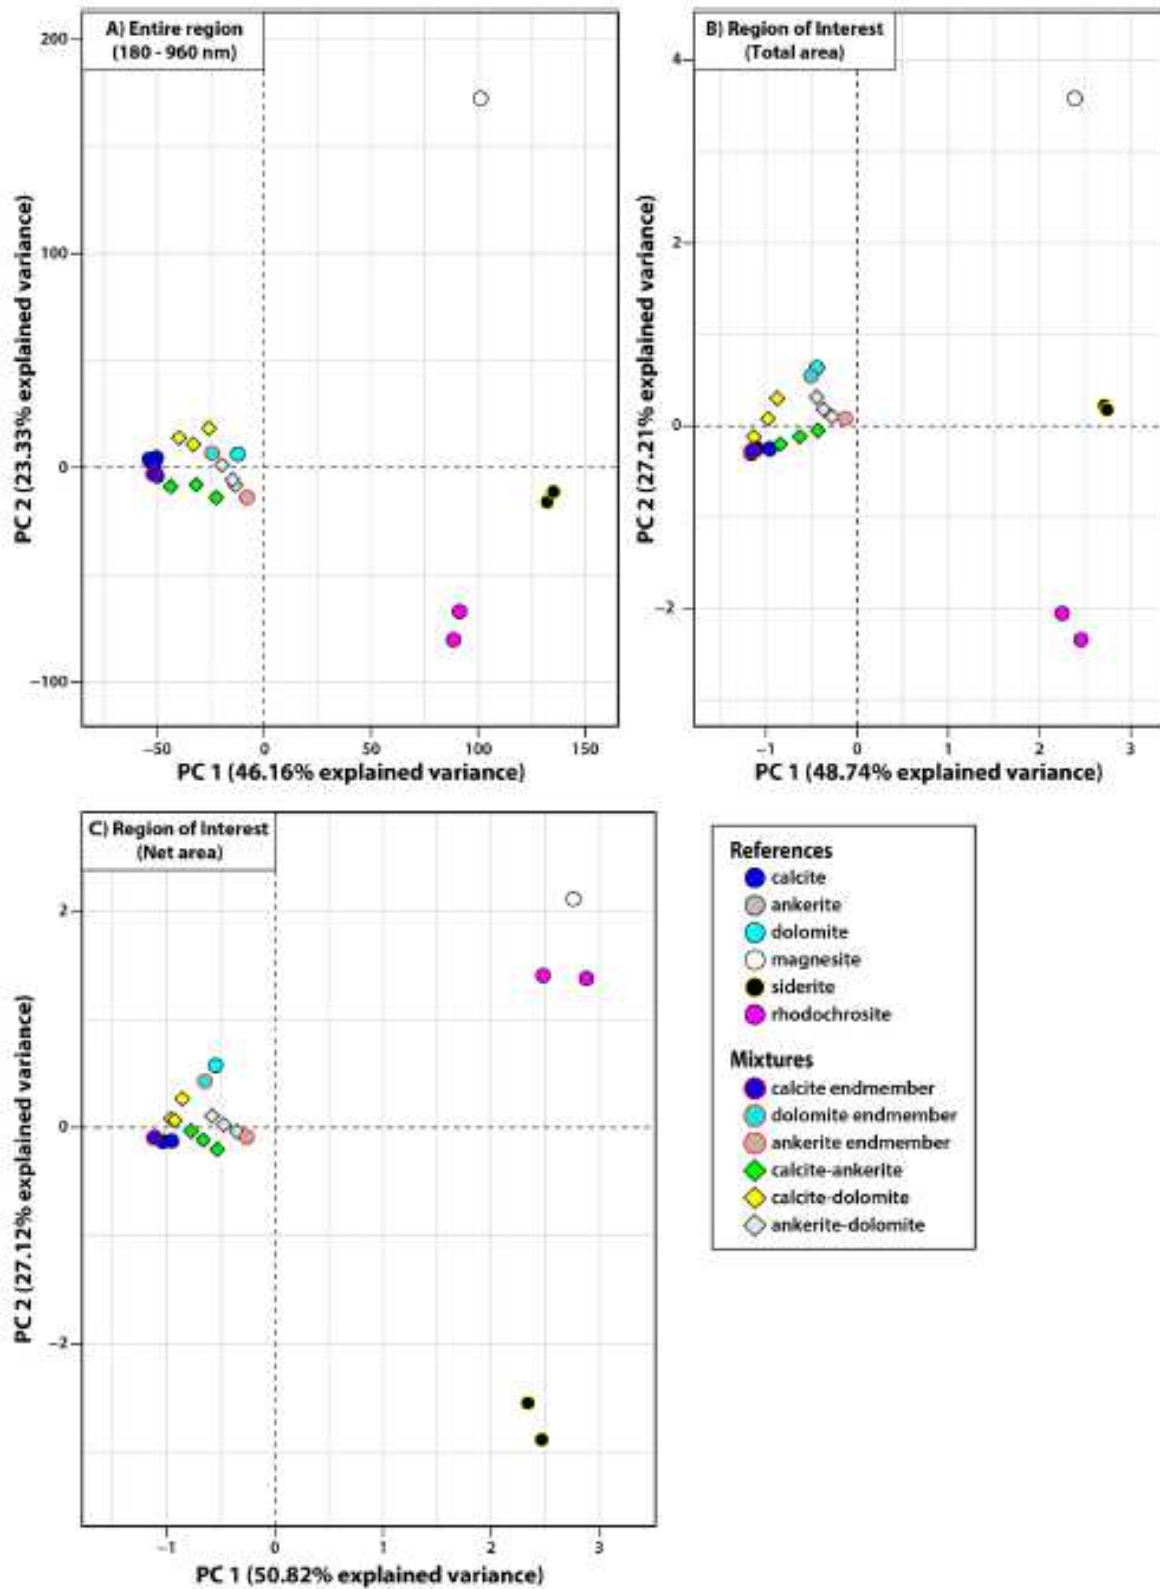 A) Entire region
(180 - 960 nm)
200
100
0
−100
−50
0
50
100
150
PC 2 (23.33% explained variance)
PC 1 (46.16% explained variance)
B) Region of Interest
(Total area)
4
2
0
−2
−1
0
1
2
3
PC 2 (27.21% explained variance)
PC 1 (48.74% explained variance)
C) Region of Interest
(Net area)
2
0
−2
−1
0
1
2
3
PC 2 (27.12% explained variance)
PC 1 (50.82% explained variance)
References
calcite
ankerite
dolomite
magnesite
siderite
rhodochrosite
Mixtures
calcite endmember
dolomite endmember
ankerite endmember
calcite-ankerite
calcite-dolomite
ankerite-dolomite